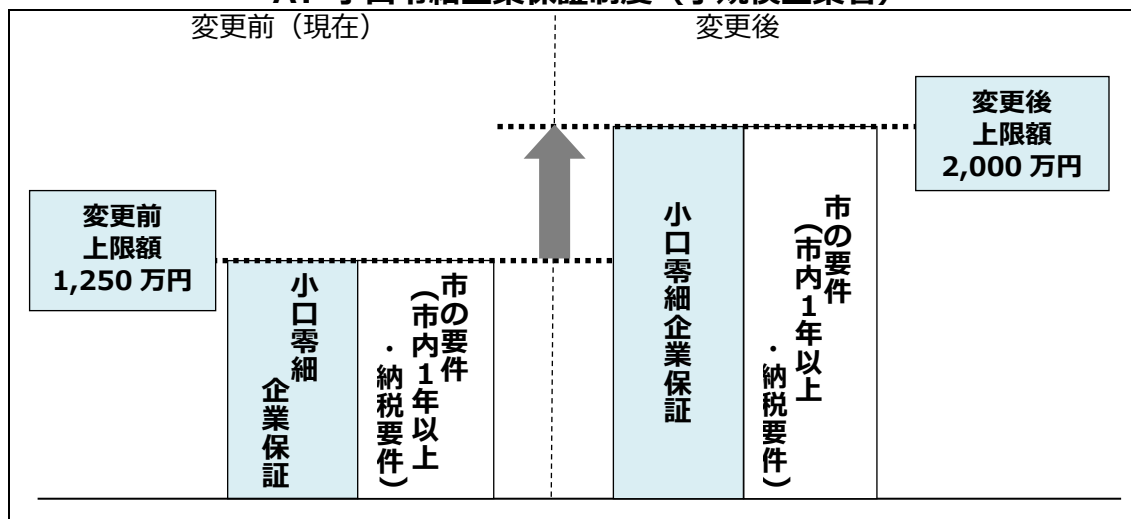 変更前（現在）
変更後
変更後
上限額
2,000 万円
変更前
上限額
1,250 万円
小口零細
企業保証
市の要件
（市内１年以上
・納税要件）
小口零細企業保証
市の要件
（市内１年以上
・納税要件）